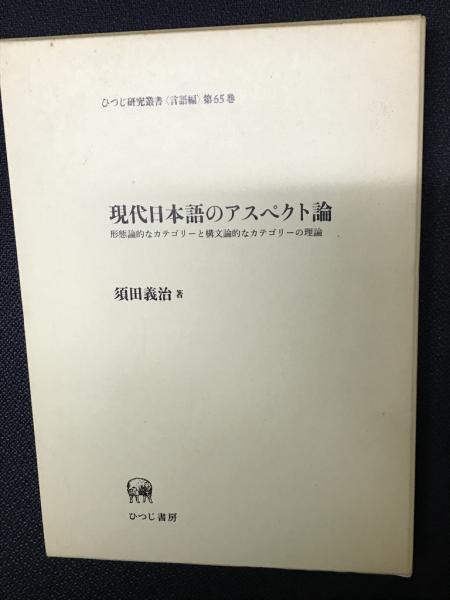 ひつじ研究叢書〈言語編〉第65巻
現代日本語のアスペクト論
形態論的なカテゴリーと構文論的なカテゴリーの理論
須田義治 著
ひつじ書房